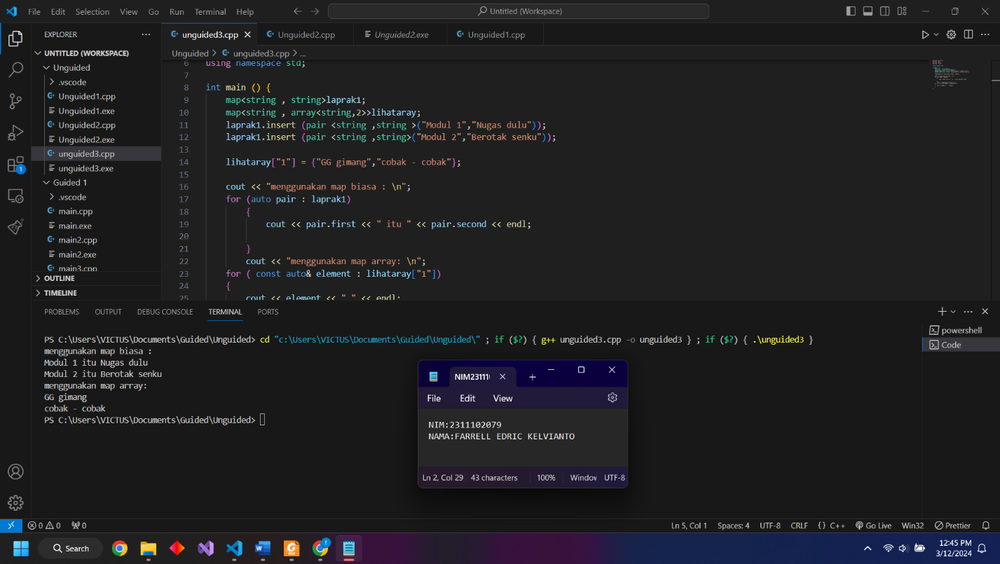 File Edit Selection View Go Run Terminal Help
Untitled (Workspace)
EXPLORER
unguided3.cpp
Unguided2.cpp
Unguided2.exe
Unguided1.cpp
Unguided > unguided3.cpp > ...
UNTITLED (WORKSPACE)
Unguided
.vscode
Unguided1.cpp
Unguided1.exe
Unguided2.cpp
Unguided2.exe
unguided3.cpp
unguided3.exe
Guided 1
.vscode
main.cpp
main.exe
main2.cpp
main2.exe
main3.cpp
OUTLINE
TIMELINE
1
6 using namespace std;
7
8 int main () {
9 map<string , string>laprak1;
10 map<string , array<string,2>>lihataray;
11 laprak1.insert (pair <string ,string >("Modul 1","Nugas dulu"));
12 laprak1.insert (pair <string ,string>("Modul 2","Berotak senku"));
13
14 lihataray["1"] = {"GG gimang","cobak - cobak"};
15
16 cout << "menggunakan map biasa : \n";
17 for (auto pair : laprak1)
18 {
19 cout << pair.first << " itu " << pair.second << endl;
20
21 }
22 cout << "menggunakan map array: \n";
23 for ( const auto& element : lihataray["1"])
24 {
25 cout << element << " " << endl;
PROBLEMS OUTPUT DEBUG CONSOLE TERMINAL PORTS
powershell
Code
PS C:\Users\VICTUS\Documents\Guided\Unguided> cd "c:\Users\VICTUS\Documents\Guided\Unguided\" ; if ($?) { g++ unguided3.cpp -o unguided3 } ; if ($?) { .\unguided3 }
menggunakan map biasa :
Modul 1 itu Nugas dulu
Modul 2 itu Berotak senku
menggunakan map array:
GG gimang
cobak - cobak
PS C:\Users\VICTUS\Documents\Guided\Unguided>
NIM23111
File Edit View
NIM:2311102079
NAMA:FARRELL EDRIC KELVIANTO
Ln 2, Col 29 43 characters 100% Window UTF-8
0 0 0
Ln 5, Col 1 Spaces: 4 UTF-8 CRLF {} C++ Go Live Win32 Prettier
Search
12:45 PM
3/12/2024